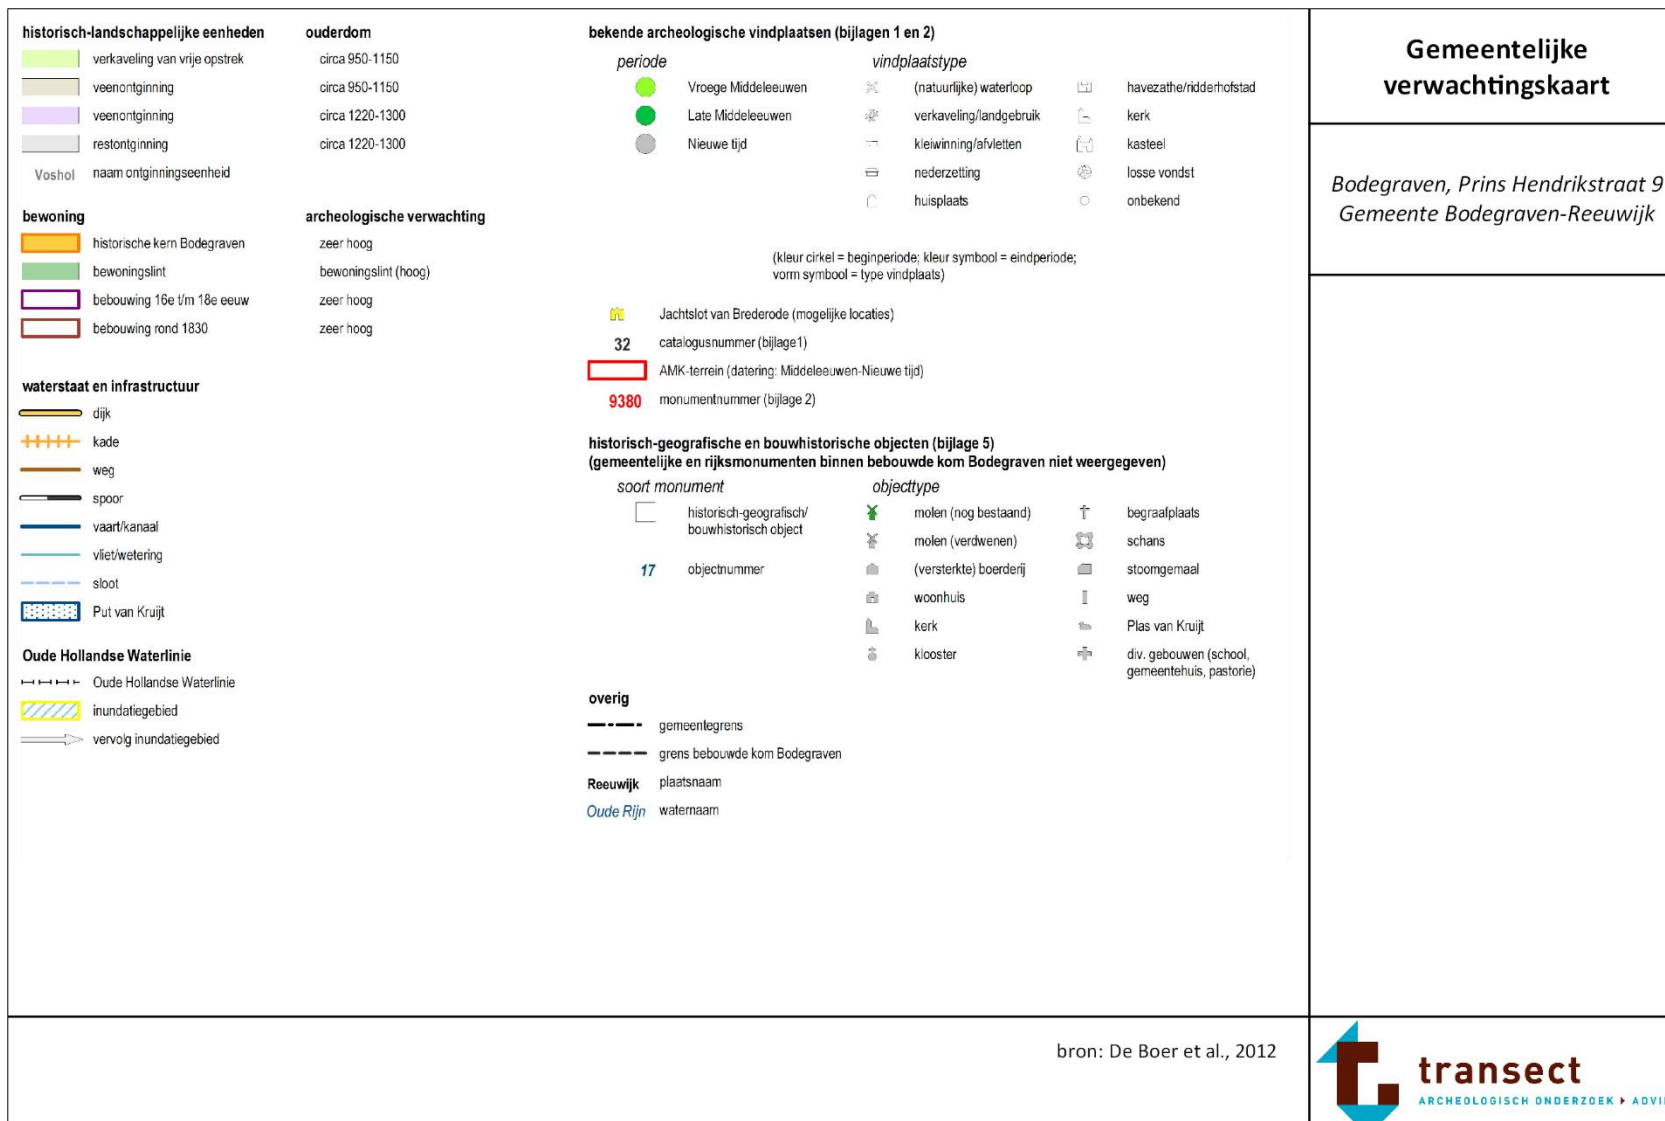 historisch-landschappelijke eenheden ouderdom
verkaveling van vrije opstrek circa 950-1150
veenontginning circa 950-1150
veenontginning circa 1220-1300
restontginning circa 1220-1300
Voshol naam ontginningseenheid
bewoning archeologische verwachting
historische kern Bodegraven zeer hoog
bewoningslint bewoningslint (hoog)
bebouwing 16e t/m 18e eeuw zeer hoog
bebouwing rond 1830 zeer hoog
waterstaat en infrastructuur
dijk
kade
weg
spoor
vaart/kanaal
vliet/wetering
sloot
Put van Kruijt
Oude Hollandse Waterlinie
Oude Hollandse Waterlinie
inundatiegebied
vervolg inundatiegebied
bekende archeologische vindplaatsen (bijlagen 1 en 2)
periode vindplaatstype
Vroege Middeleeuwen (natuurlijke) waterloop havezathe/ridderhofstad
Late Middeleeuwen verkaveling/landgebruik kerk
Nieuwe tijd kleiwinning/afvletten kasteel
nederzetting losse vondst
huisplaats onbekend
(kleur cirkel = beginperiode; kleur symbool = eindperiode;
vorm symbool = type vindplaats)
Jachtslot van Brederode (mogelijke locaties)
32 catalogusnummer (bijlage1)
AMK-terrein (datering: Middeleeuwen-Nieuwe tijd)
9380 monumentnummer (bijlage 2)
historisch-geografische en bouwhistorische objecten (bijlage 5)
(gemeentelijke en rijksmonumenten binnen bebouwde kom Bodegraven niet weergegeven)
soort monument objecttype
historisch-geografisch/ molen (nog bestaand) begraafplaats
bouwhistorisch object
molen (verdwenen) schans
17 objectnummer (versterkte) boerderij stoomgemaal
woonhuis weg
kerk Plas van Kruijt
klooster div. gebouwen (school,
gemeentehuis, pastorie)
overig
gemeentegrens
grens bebouwde kom Bodegraven
Reeuwijk plaatsnaam
Oude Rijn waternaam
Gemeentelijke
verwachtingskaart
Bodegraven, Prins Hendrikstraat 9
Gemeente Bodegraven-Reeuwijk
bron: De Boer et al., 2012
transect
ARCHEOLOGISCH ONDERZOEK ▸ ADVI